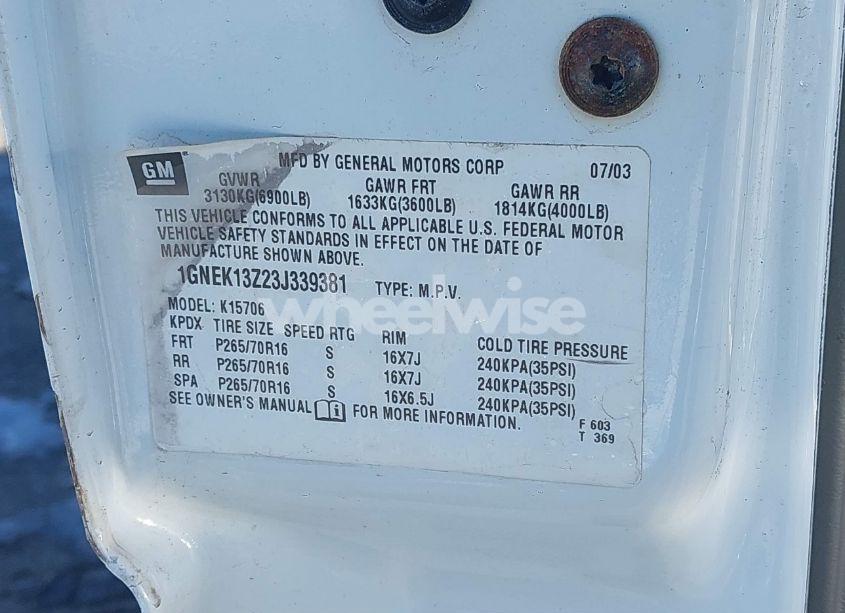 GM
MFD BY GENERAL MOTORS CORP 07/03
GVWR GAWR FRT GAWR RR
3130KG(6900LB) 1633KG(3600LB) 1814KG(4000LB)
THIS VEHICLE CONFORMS TO ALL APPLICABLE U.S. FEDERAL MOTOR
VEHICLE SAFETY STANDARDS IN EFFECT ON THE DATE OF
MANUFACTURE SHOWN ABOVE.
1GNEK13Z23J339381 TYPE: M.P.V.
wheelwise
MODEL: K15706
KPDX TIRE SIZE SPEED RTG RIM COLD TIRE PRESSURE
FRT P265/70R16 S 16X7J 240KPA(35PSI)
RR P265/70R16 S 16X7J 240KPA(35PSI)
SPA P265/70R16 S 16X6.5J 240KPA(35PSI)
SEE OWNER'S MANUAL FOR MORE INFORMATION.
F 603
T 369